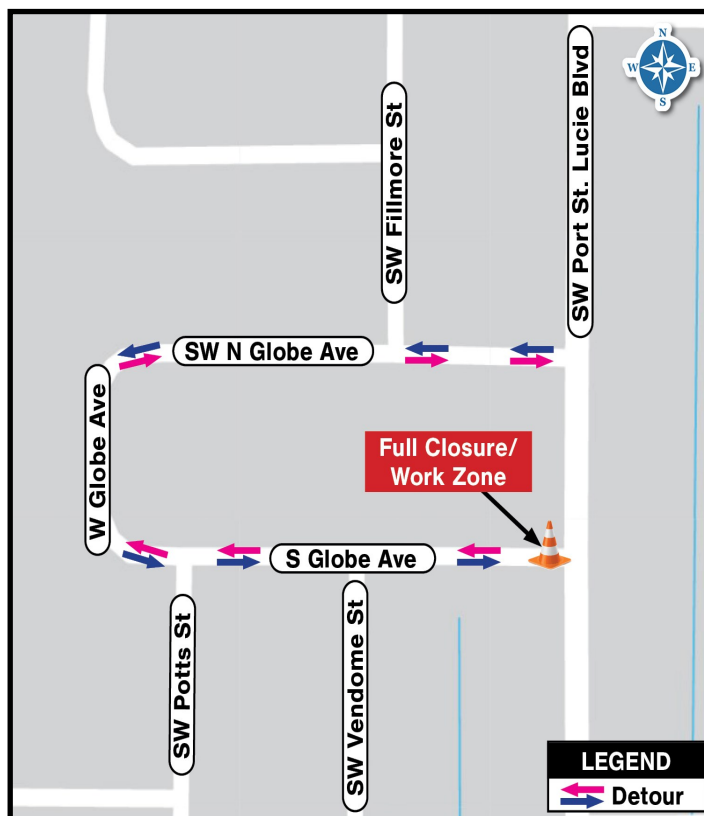 N
W E
S
SW Port St. Lucie Blvd
SW Fillmore St
SW N Globe Ave
W Globe Ave
Full Closure/
Work Zone
S Globe Ave
SW Potts St
SW Vendome St
LEGEND
Detour